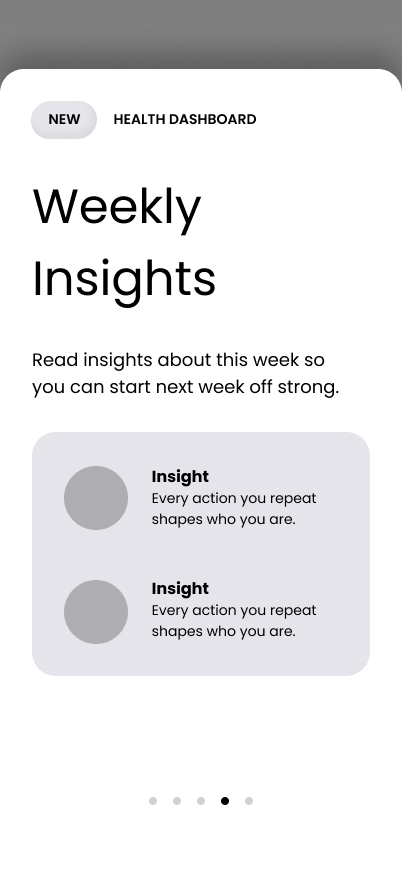 NEW HEALTH DASHBOARD
Weekly
Insights
Read insights about this week so
you can start next week off strong.
Insight
Every action you repeat
shapes who you are.
Insight
Every action you repeat
shapes who you are.